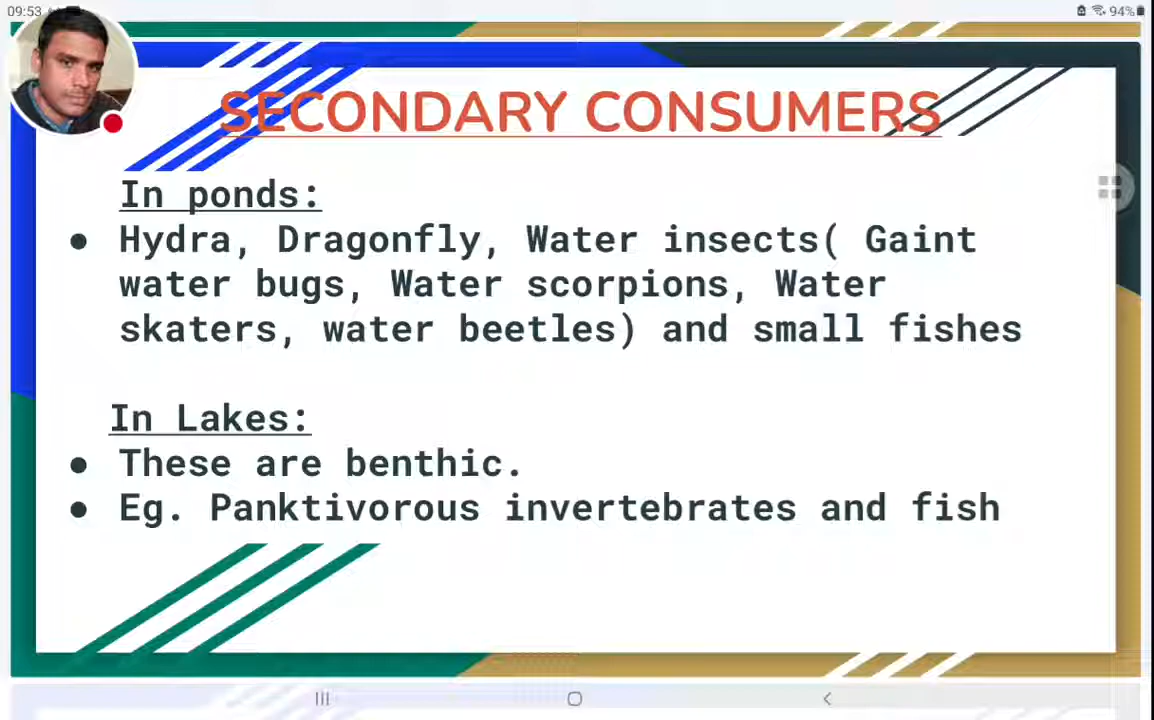 09:53
94%
SECONDARY CONSUMERS
In ponds:
● Hydra, Dragonfly, Water insects( Gaint
water bugs, Water scorpions, Water
skaters, water beetles) and small fishes
In Lakes:
● These are benthic.
● Eg. Panktivorous invertebrates and fish